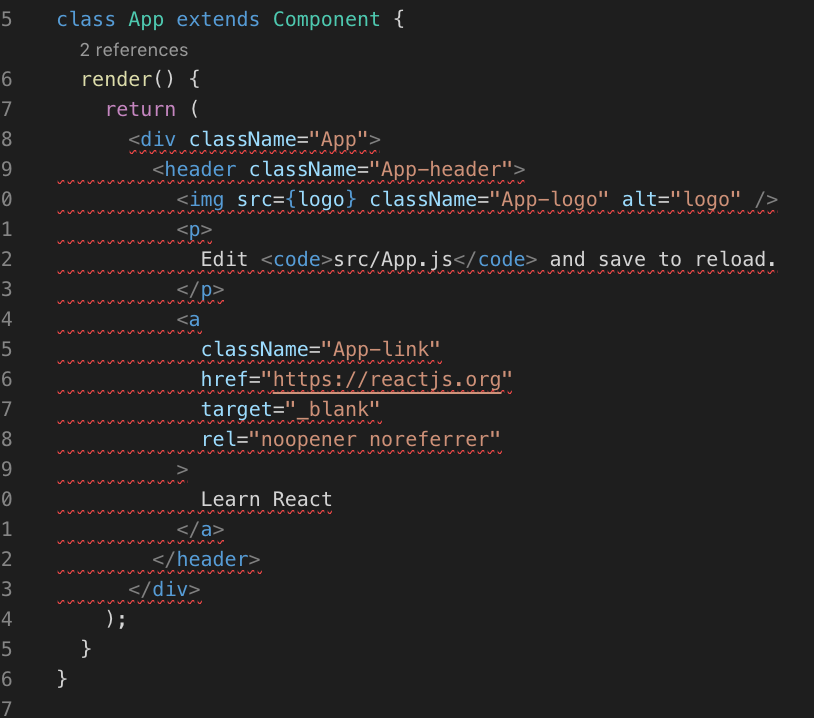 5 class App extends Component {
2 references
6 render() {
7 return (
8 <div className="App">
9 <header className="App-header">
0 <img src={logo} className="App-logo" alt="logo" />
1 <p>
2 Edit <code>src/App.js</code> and save to reload.
3 </p>
4 <a
5 className="App-link"
6 href="https://reactjs.org"
7 target="_blank"
8 rel="noopener noreferrer"
9 >
0 Learn React
1 </a>
2 </header>
3 </div>
4 );
5 }
6 }
7